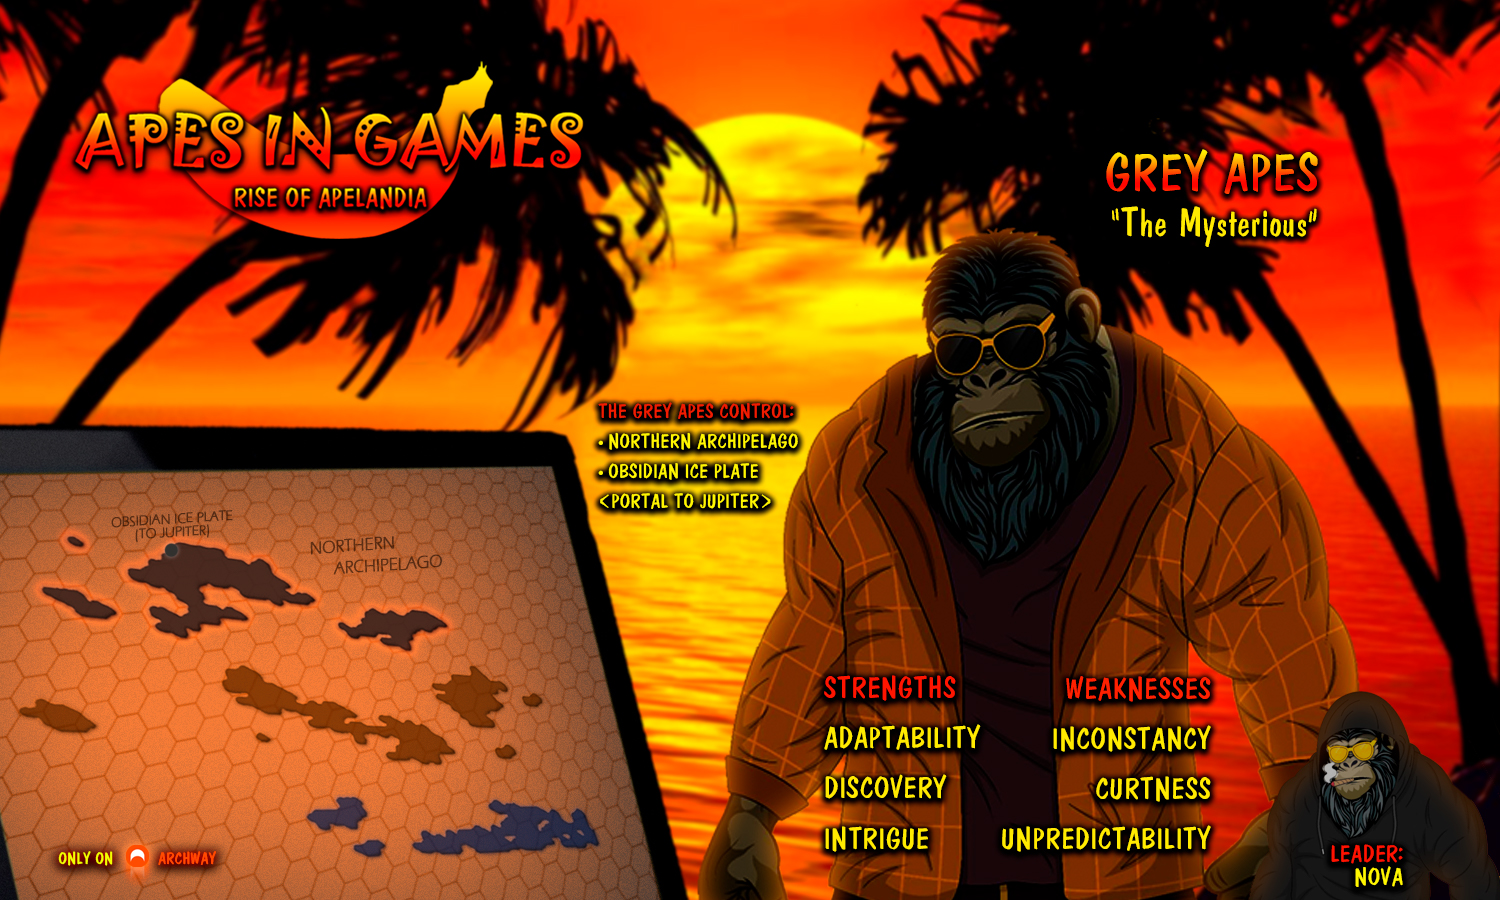 APES IN GAMES
RISE OF APELANDIA
GREY APES
"The Mysterious"
THE GREY APES CONTROL:
• NORTHERN ARCHIPELAGO
• OBSIDIAN ICE PLATE
<PORTAL TO JUPITER>
OBSIDIAN ICE PLATE
(TO JUPITER)
NORTHERN
ARCHIPELAGO
STRENGTHS
ADAPTABILITY
DISCOVERY
INTRIGUE
WEAKNESSES
INCONSTANCY
CURTNESS
UNPREDICTABILITY
LEADER:
NOVA
ONLY ON ARCHWAY